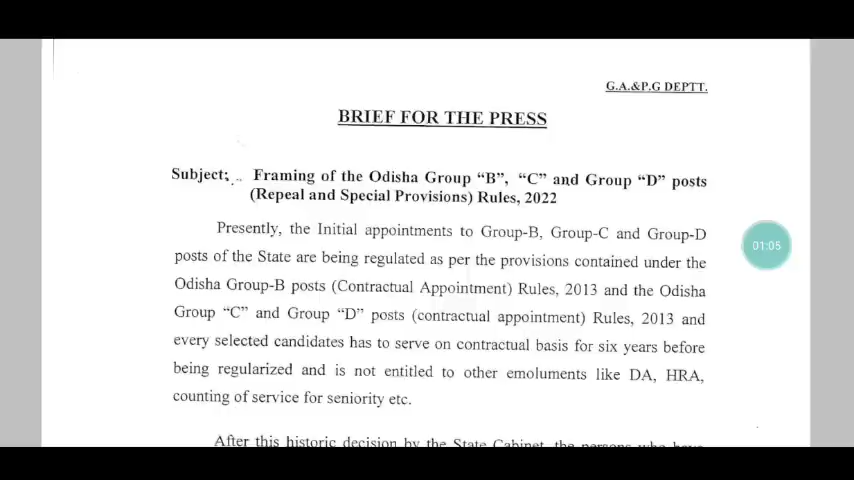 G.A.&P.G DEPTT.
BRIEF FOR THE PRESS
Subject: Framing of the Odisha Group “B”, “C” and Group “D” posts
(Repeal and Special Provisions) Rules, 2022
Presently, the Initial appointments to Group-B, Group-C and Group-D
posts of the State are being regulated as per the provisions contained under the
Odisha Group-B posts (Contractual Appointment) Rules, 2013 and the Odisha
Group “C” and Group “D” posts (contractual appointment) Rules, 2013 and
every selected candidates has to serve on contractual basis for six years before
being regularized and is not entitled to other emoluments like DA, HRA,
counting of service for seniority etc.
After this historic decision by the State Cabinet, the persons who have
01:05